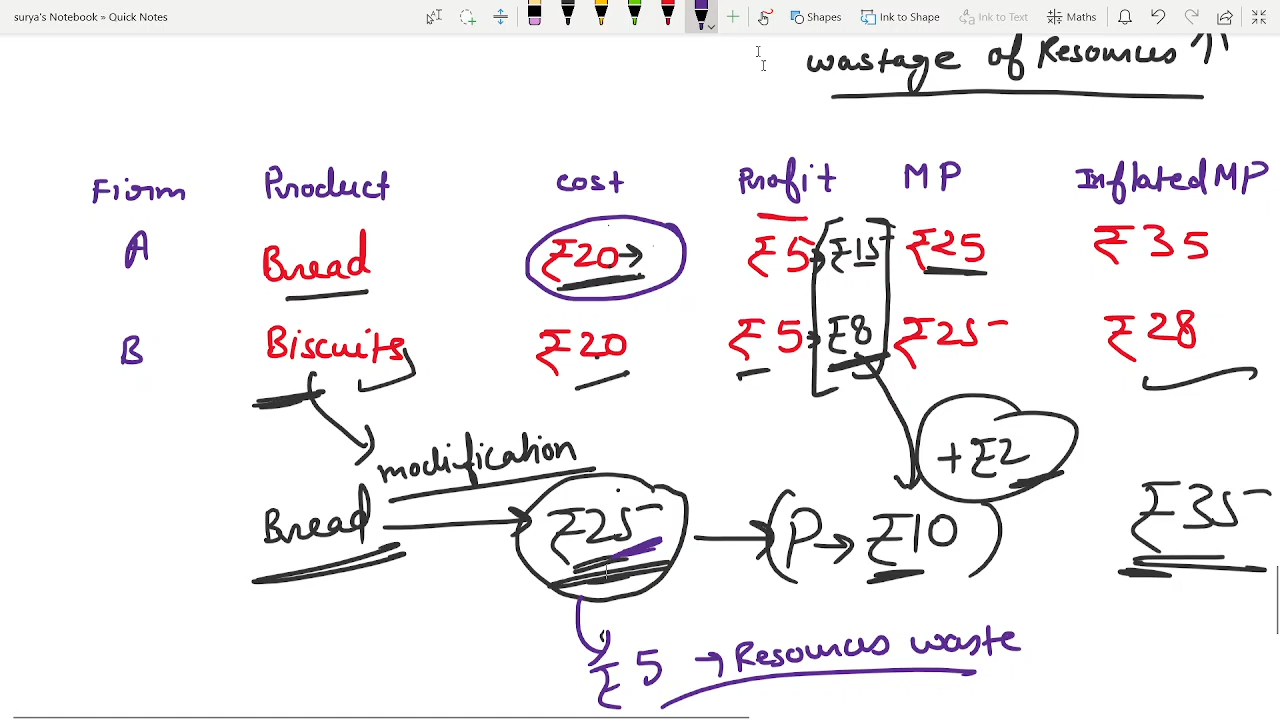 surya's Notebook » Quick Notes
Shapes Ink to Shape Ink to Text Maths Inflated MP
wastage of Resources ↑↑
Firm Product cost Profit MP Inflated MP
A Bread ₹20→ ₹5→ ₹15 ₹25 ₹35
B Biscuits ₹20 ₹5→ ₹8 ₹25 ₹28
modification
+₹2
Bread → ₹25 → (P → ₹10) ₹35
₹5 → Resources waste